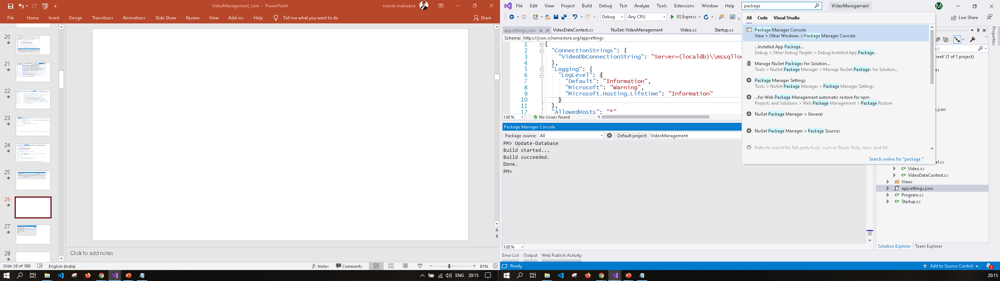 VideoManagement_core - PowerPoint
maruti makwana
File Home Insert Design Transitions Animations Slide Show Review View Add-ins Help Tell me what you want to do Share
20
21
22
23
24
25
26
27
28
Click to add notes
Slide 26 of 106 English (India) Notes Comments 81%
ENG 20:15
File Edit View Project Build Debug Test Analyze Tools Extensions Window Help package VideoManagement M
Debug Any CPU IIS Express Live Share
All Code Visual Studio
appsettings.json VideoDataContext.cs NuGet: VideoManagement Video.cs Startup.cs
Schema: https://json.schemastore.org/appsettings
1 {
2 "ConnectionStrings": {
3 "VideoDbConnectionString": "Server=(localdb)\\mssqllo
4 },
5 "Logging": {
6 "LogLevel": {
7 "Default": "Information",
8 "Microsoft": "Warning",
9 "Microsoft.Hosting.Lifetime": "Information"
10 }
11 },
12 "AllowedHosts": "*"
120 % No issues found
Package Manager Console
View > Other Windows > Package Manager Console
...Installed App Package...
Debug > Other Debug Targets > Debug Installed App Package...
Manage NuGet Packages for Solution...
Tools > NuGet Package Manager > Manage NuGet Packages for Solution...
Package Manager Settings
Tools > NuGet Package Manager > Package Manager Settings
...for Web Package Management automatic restore for npm
Projects and Solutions > Web Package Management > Package Restore
NuGet Package Manager > General
NuGet Package Manager > Package Sources
Paths to search for 3rd-party tools, such as Grunt, Gulp, npm, and Git
Search online for "package "
Package Manager Console
Package source: All Default project: VideoManagement
PM> Update-Database
Build started...
Build succeeded.
Done.
PM>
120 %
Error List Output Web Publish Activity
Properties
+;)
ent' (1 of 1 project)
es
s.json
el.cs
Video.cs
VideoDataContext.cs
Views
appsettings.json
Program.cs
Startup.cs
Solution Explorer Team Explorer
Ready Add to Source Control 3
20:15